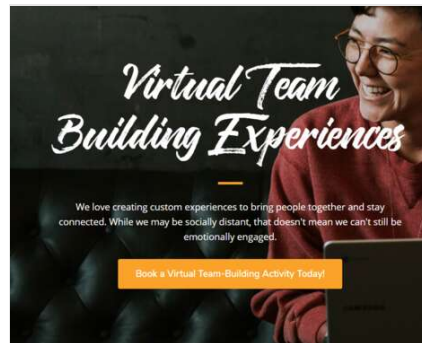 Virtual Team
Building Experiences
We love creating custom experiences to bring people together and stay
connected. While we may be socially distant, that doesn't mean we can't still be
emotionally engaged.
Book a Virtual Team-Building Activity Today!